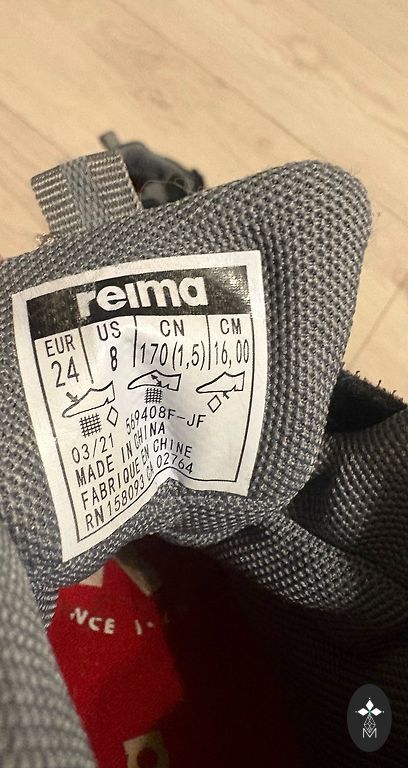 reima
EUR US CN CM
24 8 170(1,5) 16,00
03/21 569408F-JF
MADE IN CHINA
FABRIQUE EN CHINE
RN 158093 CA 02764
NCE